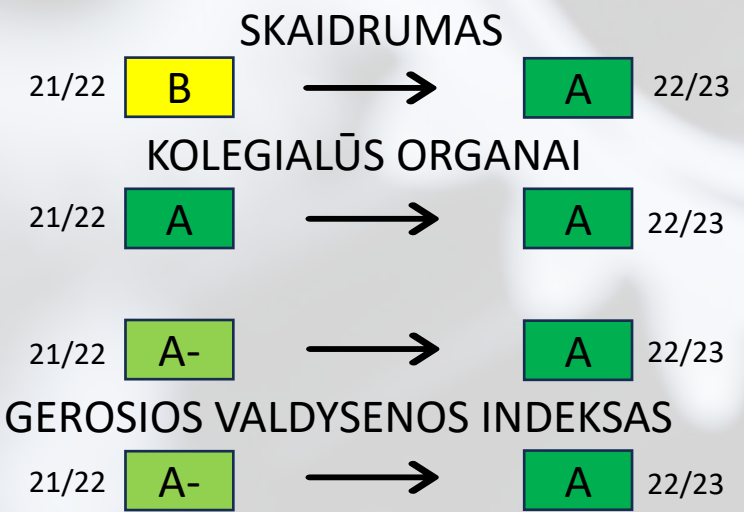 SKAIDRUMAS
21/22 B A 22/23
KOLEGIALŪS ORGANAI
21/22 A A 22/23
21/22 A- A 22/23
GEROSIOS VALDYSENOS INDEKSAS
21/22 A- A 22/23